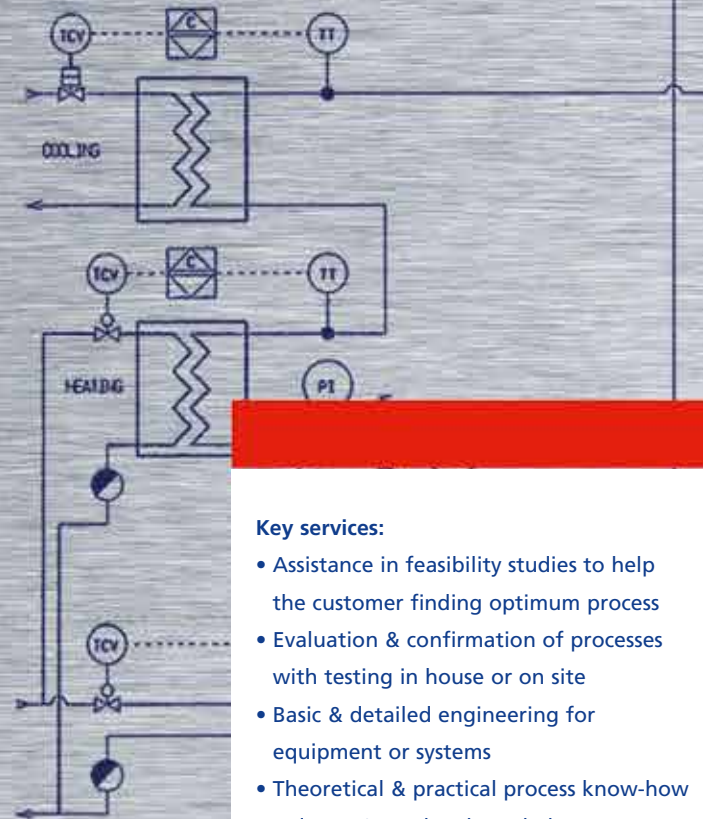 TCV C TT
COOLING
TCV C TT
HEATING
PI
Key services:
• Assistance in feasibility studies to help
the customer finding optimum process
• Evaluation & confirmation of processes
with testing in house or on site
• Basic & detailed engineering for
equipment or systems
TCV
• Theoretical & practical process know-how